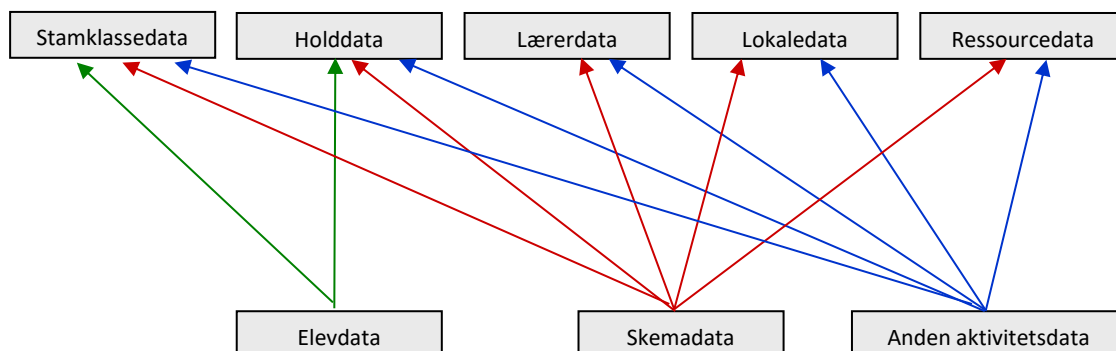 Stamklassedata
Holddata
Lærerdata
Lokaledata
Ressourcedata
Elevdata
Skemadata
Anden aktivitetsdata